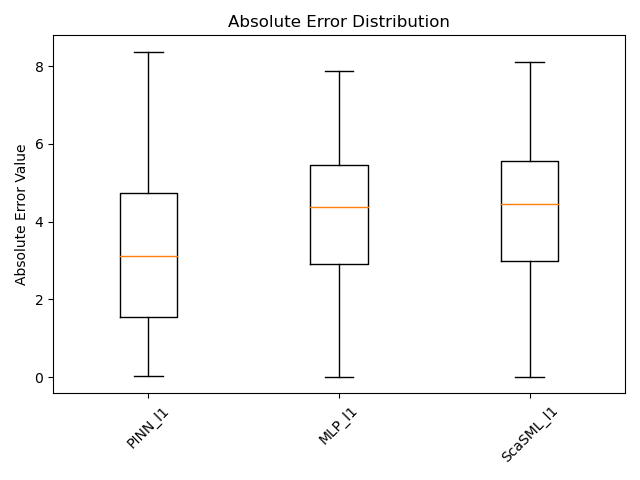 Absolute Error Distribution
Absolute Error Value
8
6
4
2
0
PINN_l1
MLP_l1
ScaSML_l1